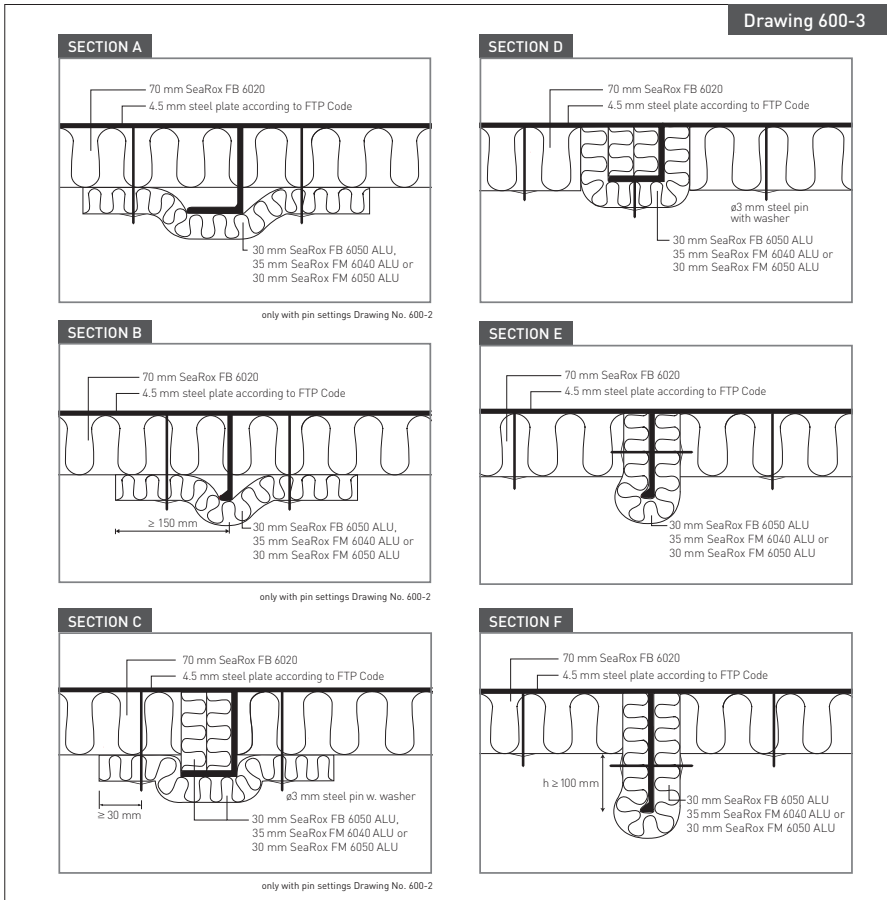 Drawing 600-3
SECTION A
70 mm SeaRox FB 6020
4.5 mm steel plate according to FTP Code
30 mm SeaRox FB 6050 ALU,
35 mm SeaRox FM 6040 ALU or
30 mm SeaRox FM 6050 ALU
only with pin settings Drawing No. 600-2
SECTION B
70 mm SeaRox FB 6020
4.5 mm steel plate according to FTP Code
≥ 150 mm
30 mm SeaRox FB 6050 ALU,
35 mm SeaRox FM 6040 ALU or
30 mm SeaRox FM 6050 ALU
only with pin settings Drawing No. 600-2
SECTION C
70 mm SeaRox FB 6020
4.5 mm steel plate according to FTP Code
ø3 mm steel pin w. washer
≥ 30 mm
30 mm SeaRox FB 6050 ALU,
35 mm SeaRox FM 6040 ALU or
30 mm SeaRox FM 6050 ALU
only with pin settings Drawing No. 600-2
SECTION D
70 mm SeaRox FB 6020
4.5 mm steel plate according to FTP Code
ø3 mm steel pin
with washer
30 mm SeaRox FB 6050 ALU
35 mm SeaRox FM 6040 ALU or
30 mm SeaRox FM 6050 ALU
SECTION E
70 mm SeaRox FB 6020
4.5 mm steel plate according to FTP Code
30 mm SeaRox FB 6050 ALU
35 mm SeaRox FM 6040 ALU or
30 mm SeaRox FM 6050 ALU
SECTION F
70 mm SeaRox FB 6020
4.5 mm steel plate according to FTP Code
h ≥ 100 mm
30 mm SeaRox FB 6050 ALU
35 mm SeaRox FM 6040 ALU or
30 mm SeaRox FM 6050 ALU